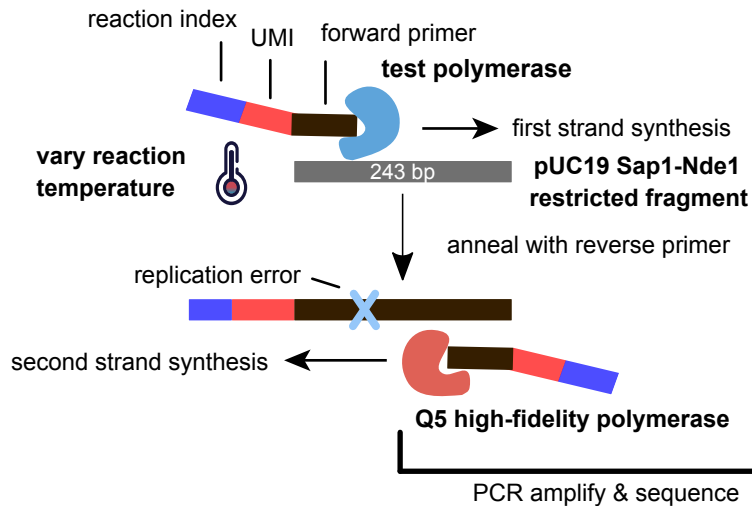 reaction index
UMI
forward primer
test polymerase
first strand synthesis
vary reaction
temperature
243 bp
pUC19 Sap1-Nde1
restricted fragment
anneal with reverse primer
replication error
second strand synthesis
Q5 high-fidelity polymerase
PCR amplify & sequence